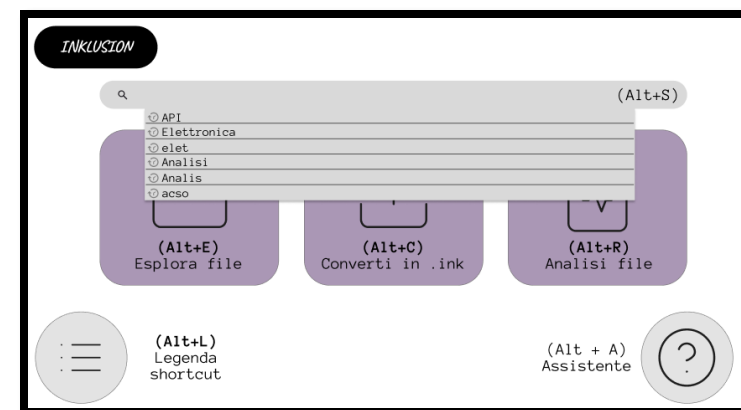 INKLUSION
(Alt+S)
API
Elettronica
elet
Analisi
Analis
acso
(Alt+E)
Esplora file
(Alt+C)
Converti in .ink
(Alt+R)
Analisi file
(Alt+L)
Legenda
shortcut
(Alt + A)
Assistente
?